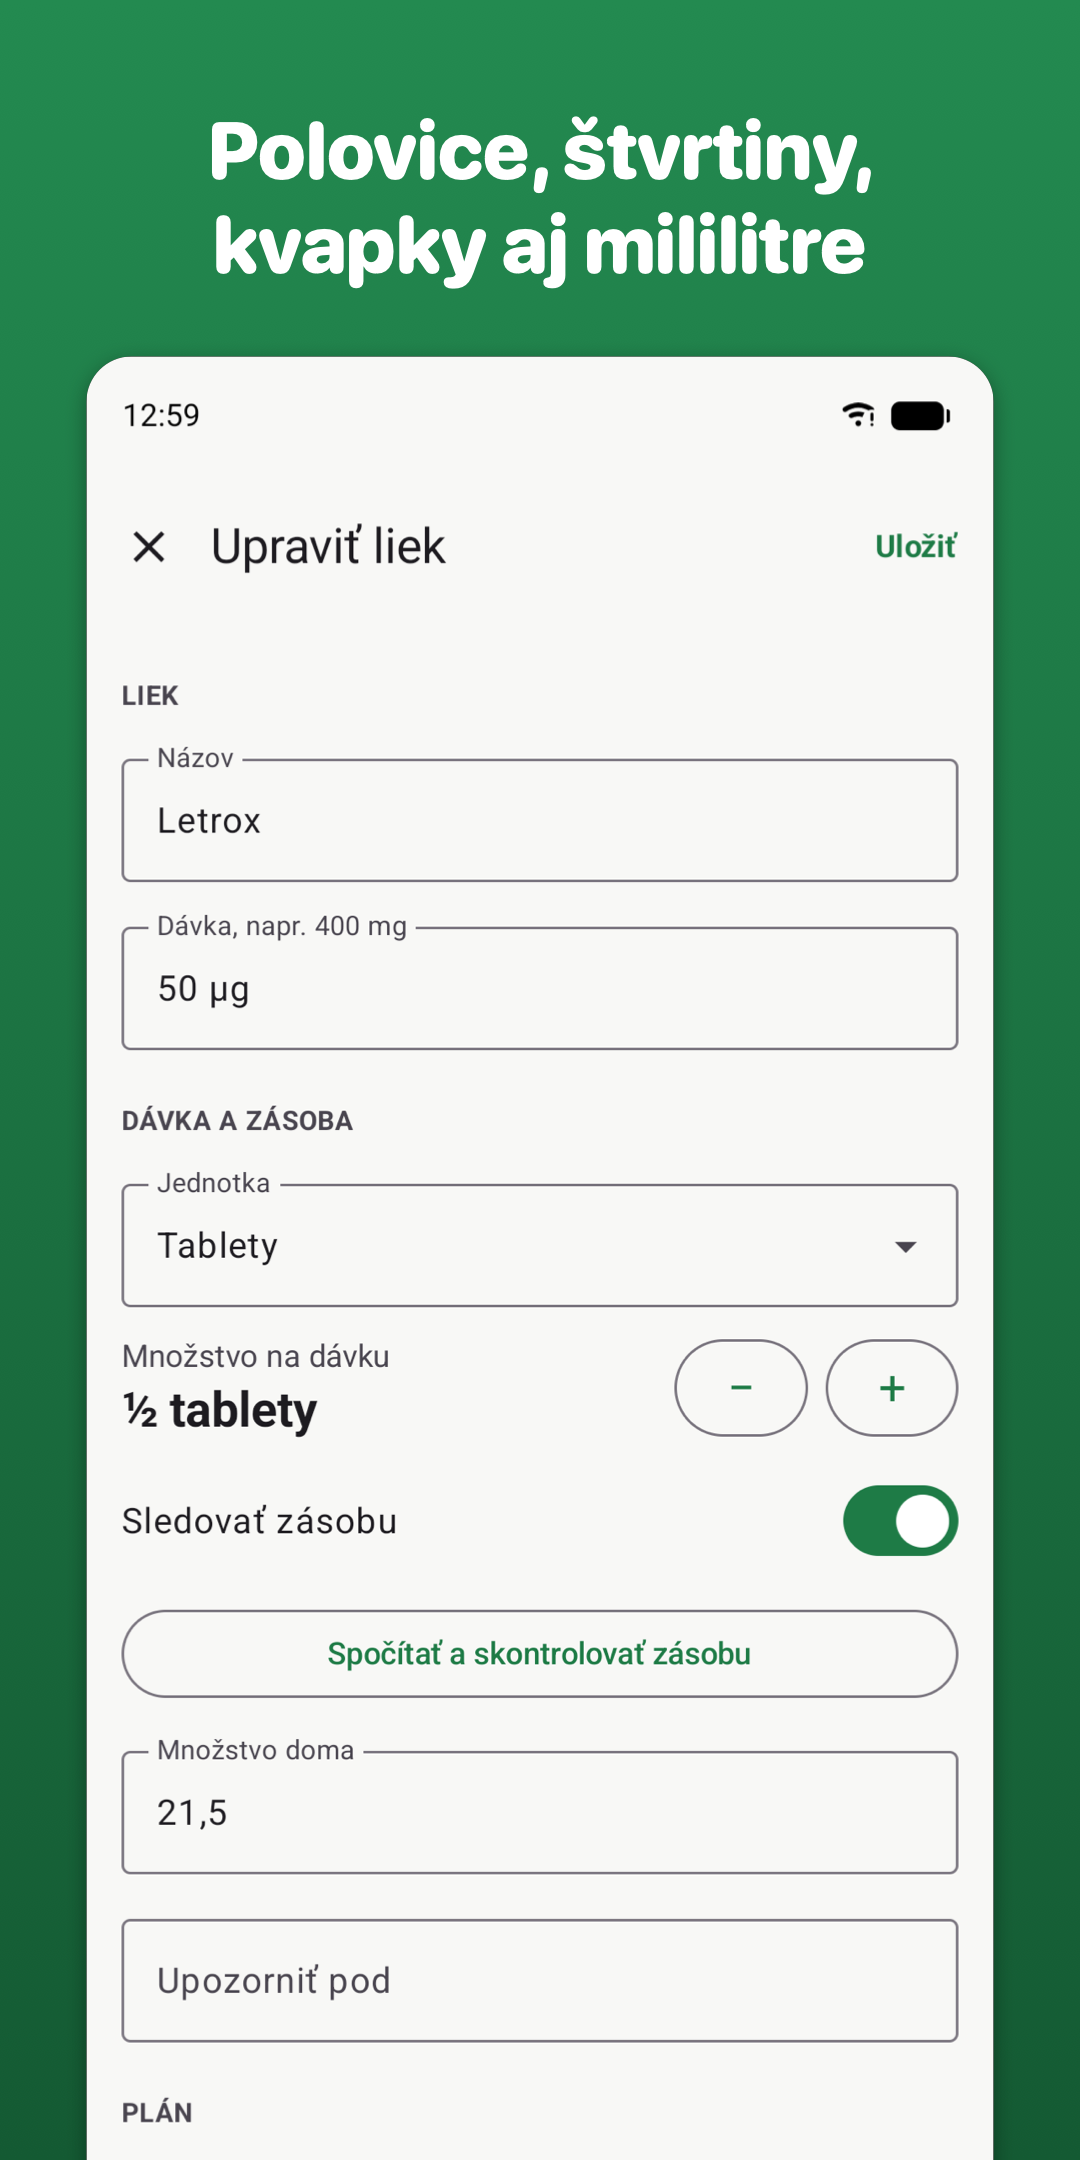 Polovice, štvrtiny,
kvapky aj mililitre
12:59
Upraviť liek
Uložiť
LIEK
Názov
Letrox
Dávka, napr. 400 mg
50 µg
DÁVKA A ZÁSOBA
Jednotka
Tablety
Množstvo na dávku
½ tablety
− +
Sledovať zásobu
Spočítať a skontrolovať zásobu
Množstvo doma
21,5
Upozorniť pod
PLÁN